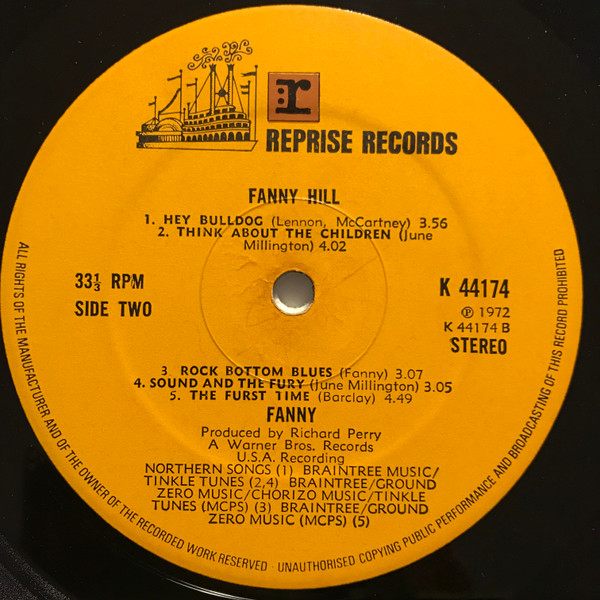 r
REPRISE RECORDS
FANNY HILL
1. HEY BULLDOG (Lennon, McCartney) 3.56
2. THINK ABOUT THE CHILDREN (June
Millington) 4.02
33⅓ RPM
SIDE TWO
K 44174
℗ 1972
K 44174 B
STEREO
3. ROCK BOTTOM BLUES (Fanny) 3.07
4. SOUND AND THE FURY (June Millington) 3.05
5. THE FURST TIME (Barclay) 4.49
FANNY
Produced by Richard Perry
A Warner Bros. Records
U.S.A. Recording
NORTHERN SONGS (1) BRAINTREE MUSIC/
TINKLE TUNES (2,4) BRAINTREE/GROUND
ZERO MUSIC/CHORIZO MUSIC/TINKLE
TUNES (MCPS) (3) BRAINTREE/GROUND
ZERO MUSIC (MCPS) (5)
ALL RIGHTS OF THE MANUFACTURER AND OF THE OWNER OF THE RECORDED WORK RESERVED · UNAUTHORISED COPYING PUBLIC PERFORMANCE AND BROADCASTING OF THIS RECORD PROHIBITED